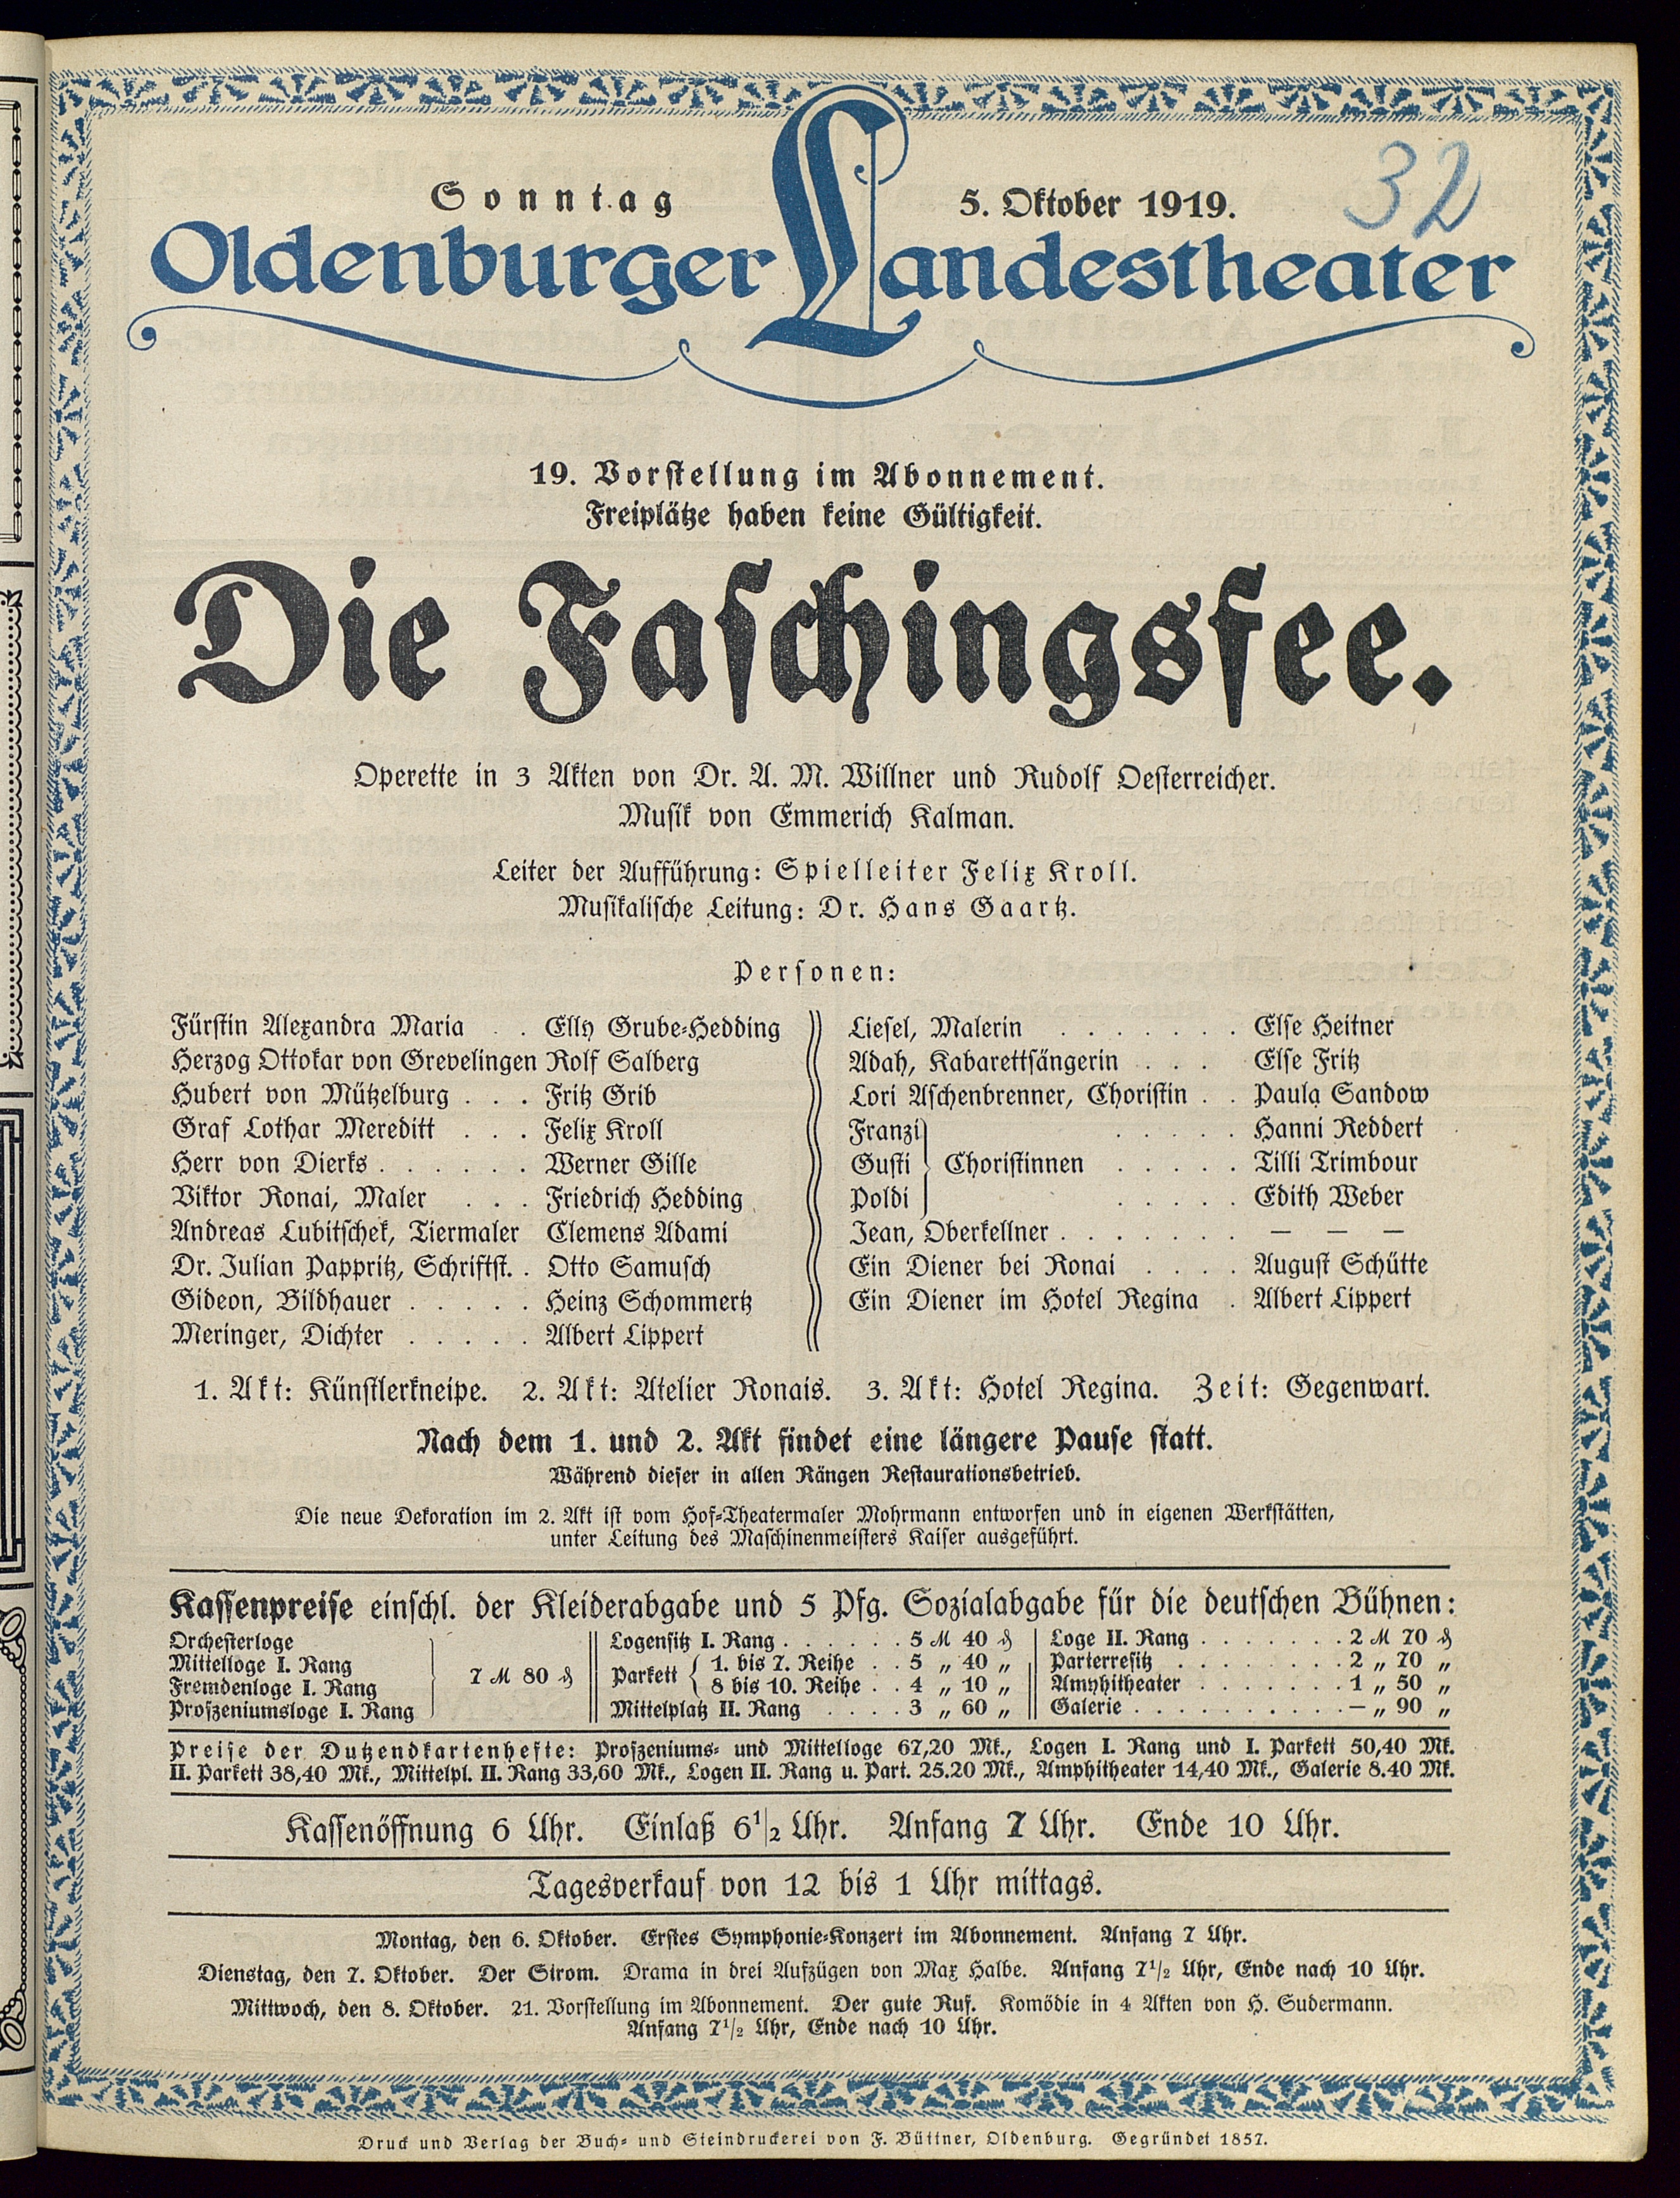 Sonntag 5. Oktober 1919.
32
Oldenburger Landestheater
19. Vorstellung im Abonnement.
Freiplätze haben keine Gültigkeit.
Die Faschingsfee.
Operette in 3 Akten von Dr. A. M. Willner und Rudolf Oesterreicher.
Musik von Emmerich Kalman.
Leiter der Aufführung: Spielleiter Felix Kroll.
Musikalische Leitung: Dr. Hans Gaartz.
Personen:
Fürstin Alexandra Maria . . Elly Grube-Hedding
Herzog Ottokar von Grevelingen Rolf Salberg
Hubert von Mützelburg . . . Fritz Grib
Graf Lothar Mereditt . . . Felix Kroll
Herr von Dierks . . . . . . Werner Gille
Viktor Ronai, Maler . . . Friedrich Hedding
Andreas Lubitschek, Tiermaler Clemens Adami
Dr. Julian Pappritz, Schriftst. . Otto Samusch
Gideon, Bildhauer . . . . . Heinz Schommertz
Meringer, Dichter . . . . . Albert Lippert
Liesel, Malerin . . . . . . . Else Heitner
Adah, Kabarettsängerin . . . . Else Fritz
Lori Aschenbrenner, Choristin . . Paula Sandow
Franzi . . . . . Hanni Reddert
Gusti } Choristinnen . . . . . Tilli Trimbour
Poldi . . . . . Edith Weber
Jean, Oberkellner . . . . . . . — — —
Ein Diener bei Ronai . . . . August Schütte
Ein Diener im Hotel Regina . Albert Lippert
1. Akt: Künstlerkneipe. 2. Akt: Atelier Ronais. 3. Akt: Hotel Regina. Zeit: Gegenwart.
Nach dem 1. und 2. Akt findet eine längere Pause statt.
Während dieser in allen Rängen Restaurationsbetrieb.
Die neue Dekoration im 2. Akt ist vom Hof-Theatermaler Mohrmann entworfen und in eigenen Werkstätten,
unter Leitung des Maschinenmeisters Kaiser ausgeführt.
Kassenpreise einschl. der Kleiderabgabe und 5 Pfg. Sozialabgabe für die deutschen Bühnen:
Orchesterloge
Mittelloge I. Rang
Fremdenloge I. Rang
Proszeniumsloge I. Rang
7 M 80 ₰
Logensitz I. Rang . . . . . . 5 M 40 ₰
Parkett { 1. bis 7. Reihe . . 5 „ 40 „
8 bis 10. Reihe . . 4 „ 10 „
Mittelplatz II. Rang . . . . 3 „ 60 „
Loge II. Rang . . . . . . . 2 M 70 ₰
Parterresitz . . . . . . . . 2 „ 70 „
Amphitheater . . . . . . . 1 „ 50 „
Galerie . . . . . . . . . . — „ 90 „
Preise der Dutzendkartenhefte: Proszeniums- und Mittelloge 67,20 Mk., Logen I. Rang und I. Parkett 50,40 Mk.
II. Parkett 38,40 Mk., Mittelpl. II. Rang 33,60 Mk., Logen II. Rang u. Part. 25.20 Mk., Amphitheater 14,40 Mk., Galerie 8.40 Mk.
Kassenöffnung 6 Uhr. Einlaß 6½ Uhr. Anfang 7 Uhr. Ende 10 Uhr.
Tagesverkauf von 12 bis 1 Uhr mittags.
Montag, den 6. Oktober. Erstes Symphonie-Konzert im Abonnement. Anfang 7 Uhr.
Dienstag, den 7. Oktober. Der Strom. Drama in drei Aufzügen von Max Halbe. Anfang 7½ Uhr, Ende nach 10 Uhr.
Mittwoch, den 8. Oktober. 21. Vorstellung im Abonnement. Der gute Ruf. Komödie in 4 Akten von H. Sudermann.
Anfang 7½ Uhr, Ende nach 10 Uhr.
Druck und Verlag der Buch- und Steindruckerei von F. Büttner, Oldenburg. Gegründet 1857.